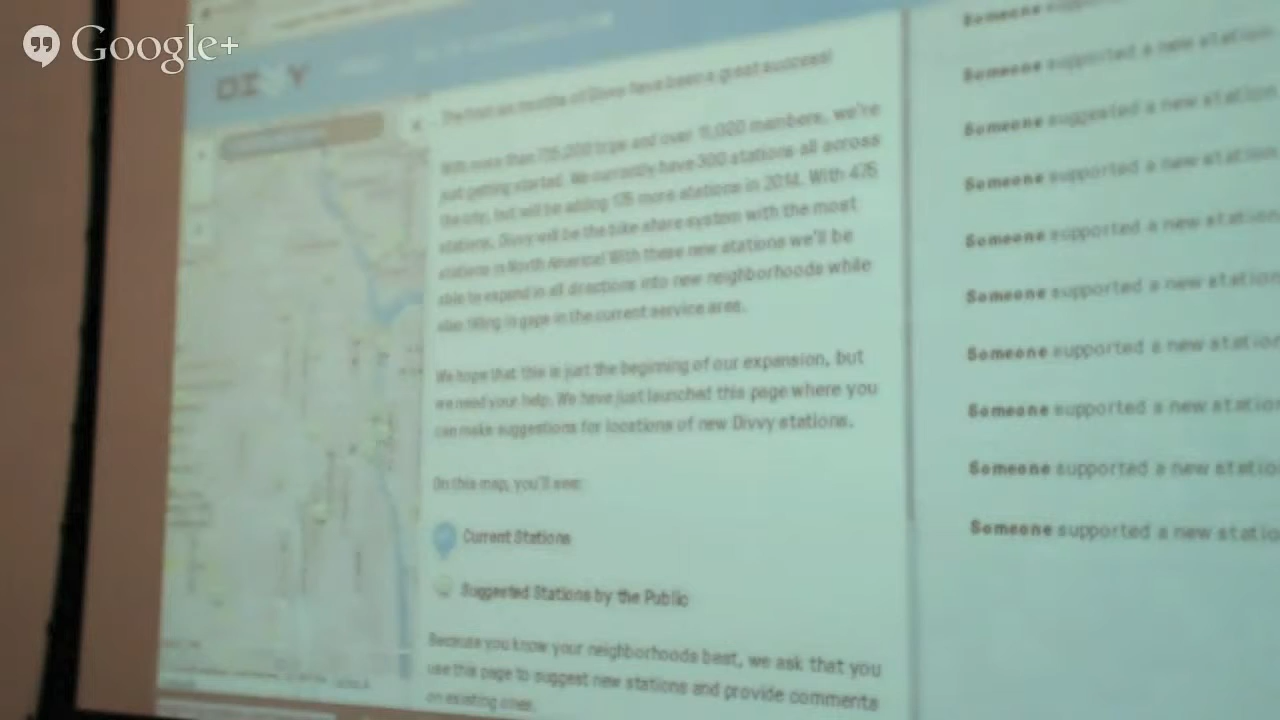 Google+
DIVVY
The first six months of Divvy have been a great success!
With more than 715,000 trips and over 11,000 members, we're
just getting started. We currently have 300 stations all across
the city, but will be adding 175 more stations in 2014. With 475
stations, Divvy will be the bike share system with the most
stations in North America! With these new stations we'll be
able to expand in all directions into new neighborhoods while
also filling in gaps in the current service area.
We hope that this is just the beginning of our expansion, but
we need your help. We have just launched this page where you
can make suggestions for locations of new Divvy stations.
On this map, you'll see:
Current Stations
Suggested Stations by the Public
Because you know your neighborhoods best, we ask that you
use this page to suggest new stations and provide comments
on existing ones.
Someone
Someone supported a new station
Someone suggested a new station
Someone supported a new station
Someone supported a new station
Someone supported a new station
Someone supported a new station
Someone supported a new statio
Someone supported a new statio
Someone supported a new statio